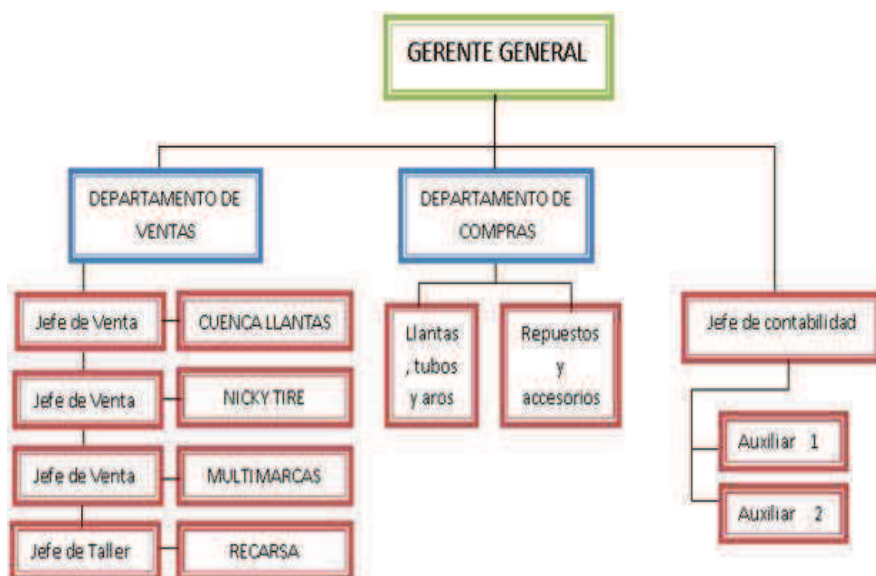 GERENTE GENERAL
DEPARTAMENTO DE
VENTAS
DEPARTAMENTO DE
COMPRAS
Jefe de Venta
CUENCA LLANTAS
Jefe de Venta
NICKY TIRE
Jefe de Venta
MULTIMARCAS
Jefe de Taller
RECARSA
Llantas
, tubos
y aros
Repuestos
y
accesorios
Jefe de contabilidad
Auxiliar 1
Auxiliar 2